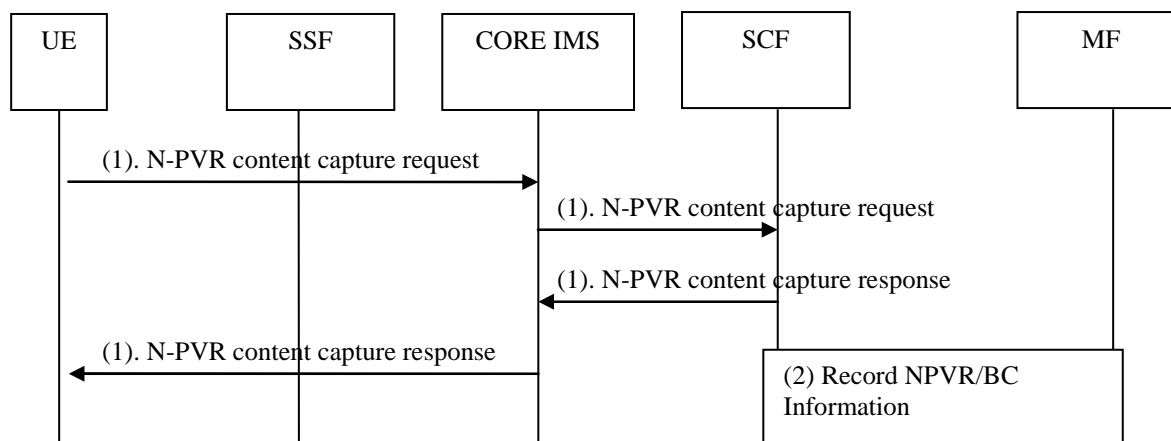 UE
SSF
CORE IMS
SCF
MF
(1). N-PVR content capture request
(1). N-PVR content capture request
(1). N-PVR content capture response
(1). N-PVR content capture response
(2) Record NPVR/BC
Information